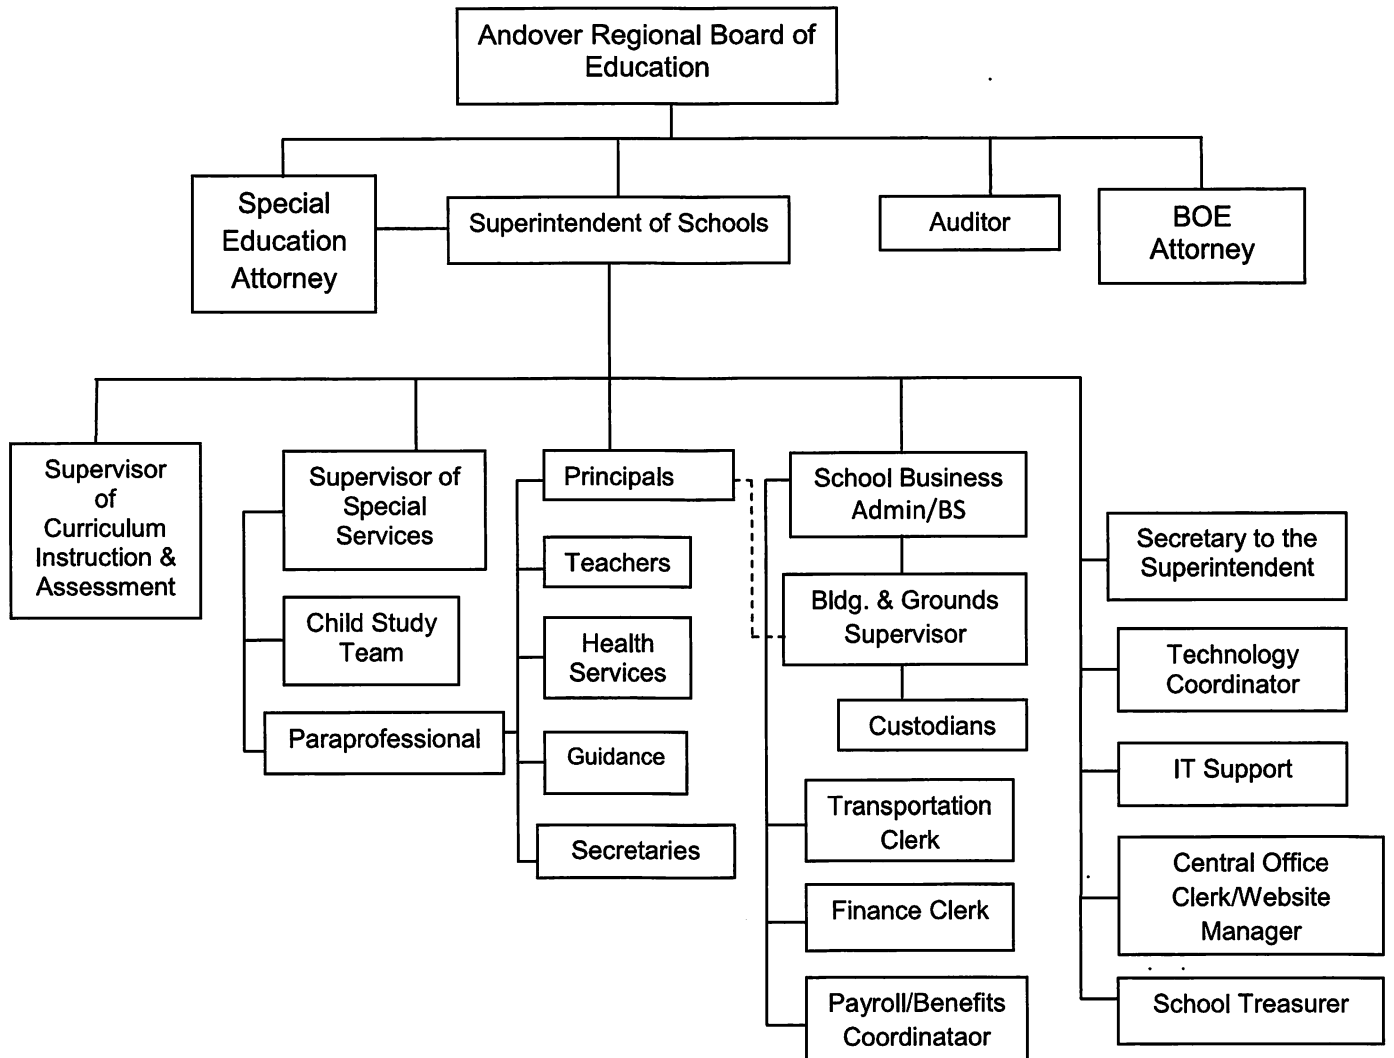 Andover Regional Board of
Education
Special
Education
Attorney
Superintendent of Schools
Auditor
BOE
Attorney
Supervisor
of
Curriculum
Instruction &
Assessment
Supervisor of
Special
Services
Child Study
Team
Paraprofessional
Principals
Teachers
Health
Services
Guidance
Secretaries
School Business
Admin/BS
Bldg. & Grounds
Supervisor
Custodians
Transportation
Clerk
Finance Clerk
Payroll/Benefits
Coordinataor
Secretary to the
Superintendent
Technology
Coordinator
IT Support
Central Office
Clerk/Website
Manager
School Treasurer